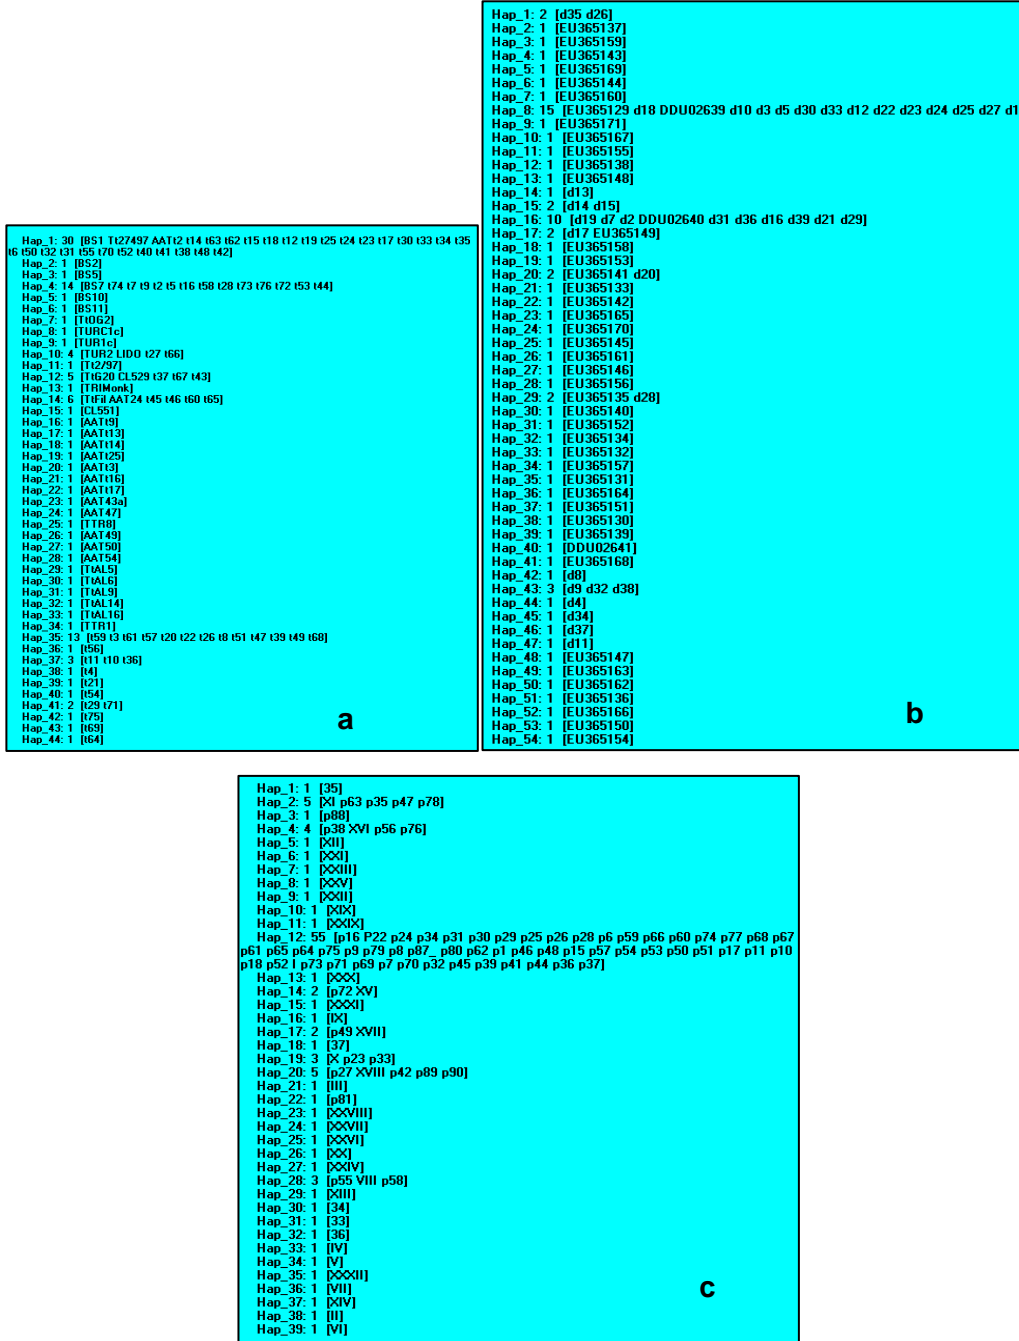 Hap_1: 30 [BS1 Tt27497 AATt2 t14 t63 t62 t15 t18 t12 t19 t25 t24 t23 t17 t30 t33 t34 t35
t6 t50 t32 t31 t55 t70 t52 t40 t41 t38 t48 t42]
Hap_2: 1 [BS2]
Hap_3: 1 [BS5]
Hap_4: 14 [BS7 t74 t7 t9 t2 t5 t16 t58 t28 t73 t76 t72 t53 t44]
Hap_5: 1 [BS10]
Hap_6: 1 [BS11]
Hap_7: 1 [TtOG2]
Hap_8: 1 [TURC1c]
Hap_9: 1 [TUR1c]
Hap_10: 4 [TUR2 LIDO t27 t66]
Hap_11: 1 [Tt2/97]
Hap_12: 5 [TtG20 CL529 t37 t67 t43]
Hap_13: 1 [TRIMonk]
Hap_14: 6 [TtFil AAT24 t45 t46 t60 t65]
Hap_15: 1 [CL551]
Hap_16: 1 [AATt9]
Hap_17: 1 [AATt13]
Hap_18: 1 [AATt14]
Hap_19: 1 [AATt25]
Hap_20: 1 [AATt3]
Hap_21: 1 [AATt16]
Hap_22: 1 [AATt17]
Hap_23: 1 [AAT43a]
Hap_24: 1 [AAT47]
Hap_25: 1 [TTR8]
Hap_26: 1 [AAT49]
Hap_27: 1 [AAT50]
Hap_28: 1 [AAT54]
Hap_29: 1 [TtAL5]
Hap_30: 1 [TtAL6]
Hap_31: 1 [TtAL9]
Hap_32: 1 [TtAL14]
Hap_33: 1 [TtAL16]
Hap_34: 1 [TTR1]
Hap_35: 13 [t59 t3 t61 t57 t20 t22 t26 t8 t51 t47 t39 t49 t68]
Hap_36: 1 [t56]
Hap_37: 3 [t11 t10 t36]
Hap_38: 1 [t4]
Hap_39: 1 [t21]
Hap_40: 1 [t54]
Hap_41: 2 [t29 t71]
Hap_42: 1 [t75]
Hap_43: 1 [t69]
Hap_44: 1 [t64]
a
Hap_1: 2 [d35 d26]
Hap_2: 1 [EU365137]
Hap_3: 1 [EU365159]
Hap_4: 1 [EU365143]
Hap_5: 1 [EU365169]
Hap_6: 1 [EU365144]
Hap_7: 1 [EU365160]
Hap_8: 15 [EU365129 d18 DDU02639 d10 d3 d5 d30 d33 d12 d22 d23 d24 d25 d27 d1
Hap_9: 1 [EU365171]
Hap_10: 1 [EU365167]
Hap_11: 1 [EU365155]
Hap_12: 1 [EU365138]
Hap_13: 1 [EU365148]
Hap_14: 1 [d13]
Hap_15: 2 [d14 d15]
Hap_16: 10 [d19 d7 d2 DDU02640 d31 d36 d16 d39 d21 d29]
Hap_17: 2 [d17 EU365149]
Hap_18: 1 [EU365158]
Hap_19: 1 [EU365153]
Hap_20: 2 [EU365141 d20]
Hap_21: 1 [EU365133]
Hap_22: 1 [EU365142]
Hap_23: 1 [EU365165]
Hap_24: 1 [EU365170]
Hap_25: 1 [EU365145]
Hap_26: 1 [EU365161]
Hap_27: 1 [EU365146]
Hap_28: 1 [EU365156]
Hap_29: 2 [EU365135 d28]
Hap_30: 1 [EU365140]
Hap_31: 1 [EU365152]
Hap_32: 1 [EU365134]
Hap_33: 1 [EU365132]
Hap_34: 1 [EU365157]
Hap_35: 1 [EU365131]
Hap_36: 1 [EU365164]
Hap_37: 1 [EU365151]
Hap_38: 1 [EU365130]
Hap_39: 1 [EU365139]
Hap_40: 1 [DDU02641]
Hap_41: 1 [EU365168]
Hap_42: 1 [d8]
Hap_43: 3 [d9 d32 d38]
Hap_44: 1 [d4]
Hap_45: 1 [d34]
Hap_46: 1 [d37]
Hap_47: 1 [d11]
Hap_48: 1 [EU365147]
Hap_49: 1 [EU365163]
Hap_50: 1 [EU365162]
Hap_51: 1 [EU365136]
Hap_52: 1 [EU365166]
Hap_53: 1 [EU365150]
Hap_54: 1 [EU365154]
b
Hap_1: 1 [35]
Hap_2: 5 [XI p63 p35 p47 p78]
Hap_3: 1 [p88]
Hap_4: 4 [p38 XVI p56 p76]
Hap_5: 1 [XII]
Hap_6: 1 [XXI]
Hap_7: 1 [XXIII]
Hap_8: 1 [XXV]
Hap_9: 1 [XXII]
Hap_10: 1 [XIX]
Hap_11: 1 [XXIX]
Hap_12: 55 [p16 P22 p24 p34 p31 p30 p29 p25 p26 p28 p6 p59 p66 p60 p74 p77 p68 p67
p61 p65 p64 p75 p9 p79 p8 p87_ p80 p62 p1 p46 p48 p15 p57 p54 p53 p50 p51 p17 p11 p10
p18 p52 I p73 p71 p69 p7 p70 p32 p45 p39 p41 p44 p36 p37]
Hap_13: 1 [XXX]
Hap_14: 2 [p72 XV]
Hap_15: 1 [XXXI]
Hap_16: 1 [IX]
Hap_17: 2 [p49 XVII]
Hap_18: 1 [37]
Hap_19: 3 [X p23 p33]
Hap_20: 5 [p27 XVIII p42 p89 p90]
Hap_21: 1 [III]
Hap_22: 1 [p81]
Hap_23: 1 [XXVIII]
Hap_24: 1 [XXVII]
Hap_25: 1 [XXVI]
Hap_26: 1 [XX]
Hap_27: 1 [XXIV]
Hap_28: 3 [p55 VIII p58]
Hap_29: 1 [XIII]
Hap_30: 1 [34]
Hap_31: 1 [33]
Hap_32: 1 [36]
Hap_33: 1 [IV]
Hap_34: 1 [V]
Hap_35: 1 [XXXII]
Hap_36: 1 [VII]
Hap_37: 1 [XIV]
Hap_38: 1 [II]
Hap_39: 1 [VI]
c